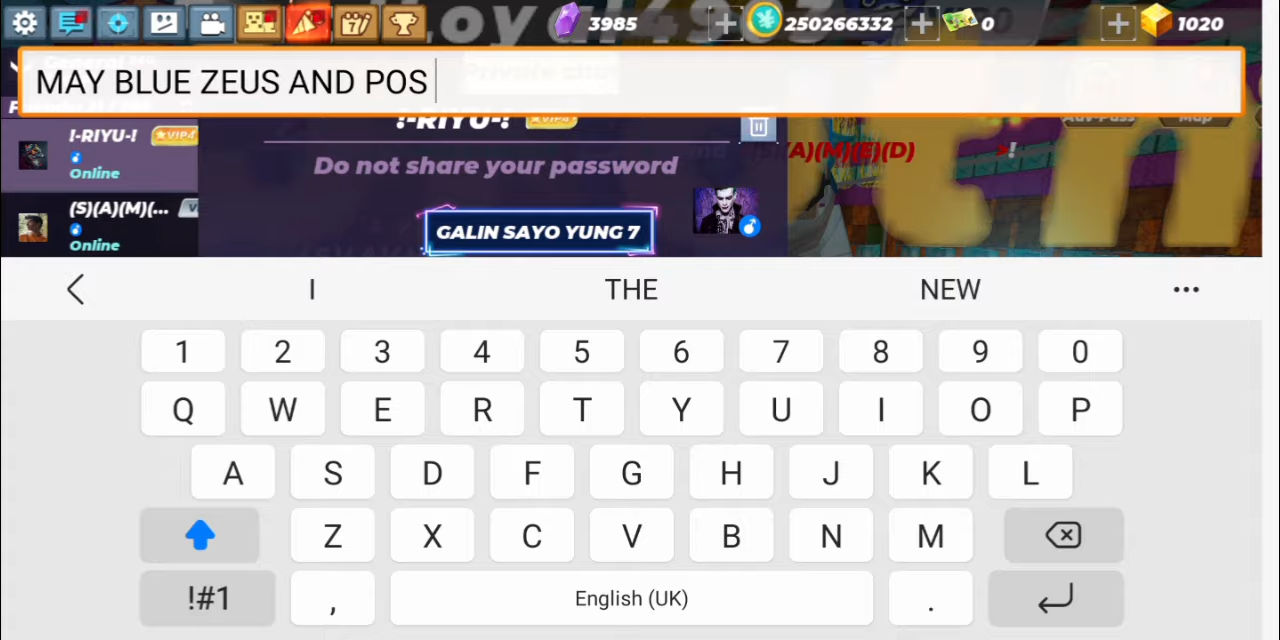 3985
250266332
0
1020
MAY BLUE ZEUS AND POS
!-RIYU-!
Online
(S)(A)(M)(...
Online
!-RIYU-!
Do not share your password
GALIN SAYO YUNG 7
(A)(M)(E)(D)
I THE NEW
1 2 3 4 5 6 7 8 9 0
Q W E R T Y U I O P
A S D F G H J K L
Z X C V B N M
!#1 , English (UK) .